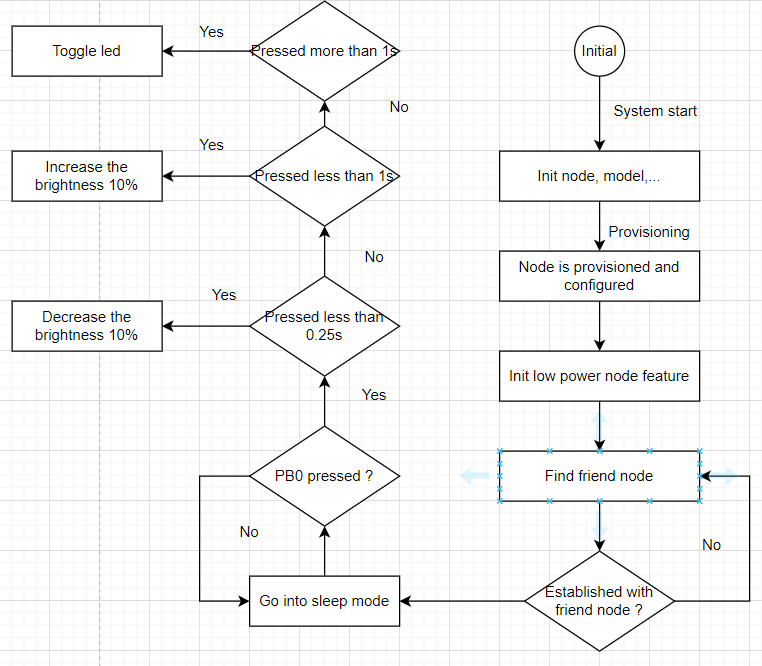 Yes
Toggle led
Pressed more than 1s
Initial
No
System start
Yes
Increase the
brightness 10%
Pressed less than 1s
Init node, model,...
Provisioning
No
Node is provisioned and
configured
Yes
Decrease the
brightness 10%
Pressed less than
0.25s
Init low power node feature
Yes
PB0 pressed ?
Find friend node
No
No
Go into sleep mode
Established with
friend node ?